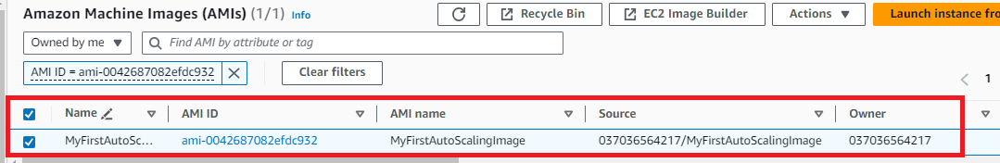 Amazon Machine Images (AMIs) (1/1) Info
Recycle Bin
EC2 Image Builder
Actions
Launch instance fro
Owned by me
Find AMI by attribute or tag
AMI ID = ami-0042687082efdc932
Clear filters
1
Name AMI ID AMI name Source Owner
MyFirstAutoSc... ami-0042687082efdc932 MyFirstAutoScalingImage 037036564217/MyFirstAutoScalingImage 037036564217